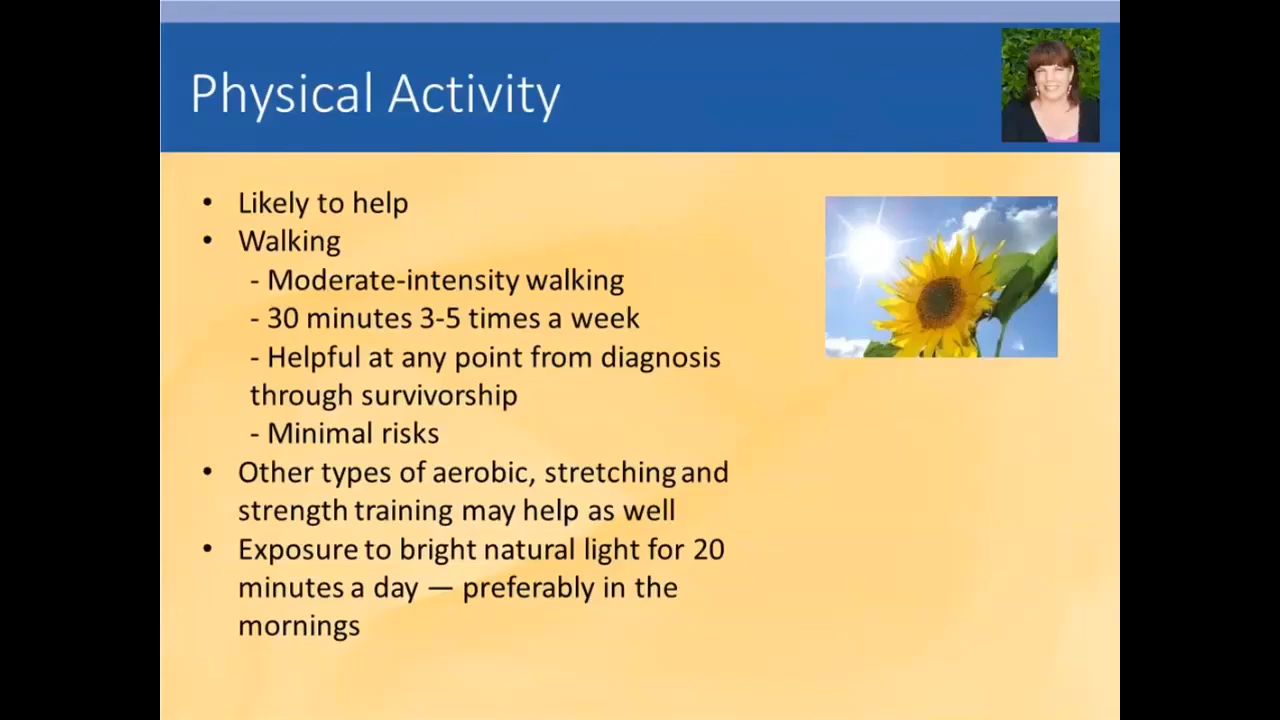 Physical Activity
• Likely to help
• Walking
- Moderate-intensity walking
- 30 minutes 3-5 times a week
- Helpful at any point from diagnosis
through survivorship
- Minimal risks
• Other types of aerobic, stretching and
strength training may help as well
• Exposure to bright natural light for 20
minutes a day — preferably in the
mornings